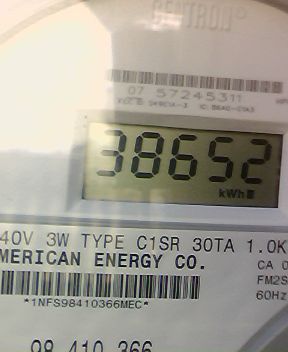 CENTRON®
07 57245311
38652
kWh
40V 3W TYPE C1SR 30TA 1.0K
MERICAN ENERGY CO.
CA 0
FM2S
*1NFS98410366MEC*
60Hz
98 410 366